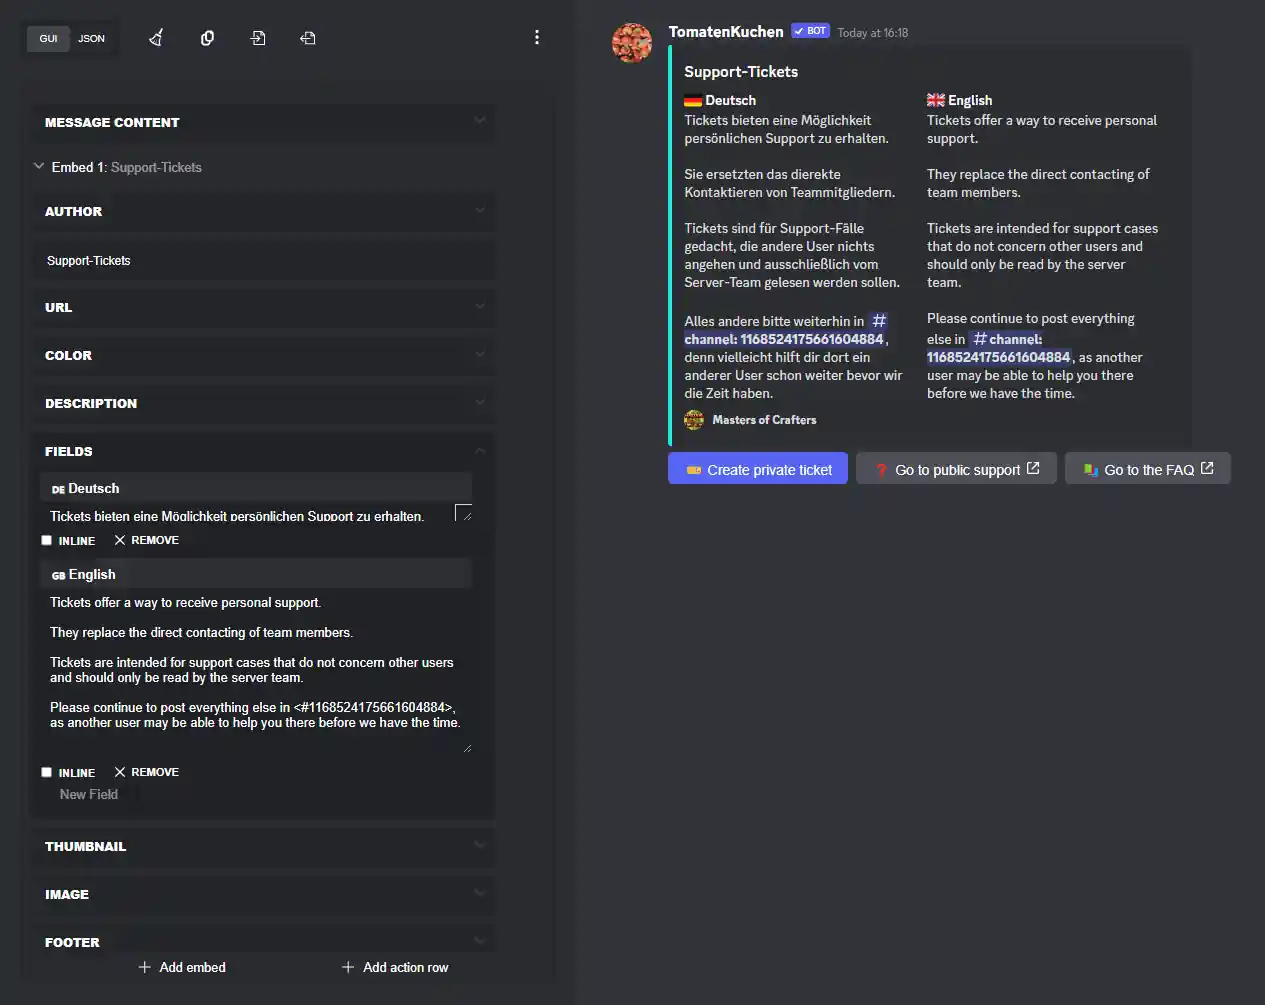 GUI JSON
MESSAGE CONTENT
Embed 1: Support-Tickets
AUTHOR
Support-Tickets
URL
COLOR
DESCRIPTION
FIELDS
DE Deutsch
Tickets bieten eine Möglichkeit persönlichen Support zu erhalten.
INLINE REMOVE
GB English
Tickets offer a way to receive personal support.
They replace the direct contacting of team members.
Tickets are intended for support cases that do not concern other users
and should only be read by the server team.
Please continue to post everything else in <#1168524175661604884>,
as another user may be able to help you there before we have the time.
INLINE REMOVE
New Field
THUMBNAIL
IMAGE
FOOTER
Add embed Add action row
TomatenKuchen BOT Today at 16:18
Support-Tickets
Deutsch
Tickets bieten eine Möglichkeit
persönlichen Support zu erhalten.
Sie ersetzten das dierekte
Kontaktieren von Teammitgliedern.
Tickets sind für Support-Fälle
gedacht, die andere User nichts
angehen und ausschließlich vom
Server-Team gelesen werden sollen.
Alles andere bitte weiterhin in #
channel: 1168524175661604884,
denn vielleicht hilft dir dort ein
anderer User schon weiter bevor wir
die Zeit haben.
English
Tickets offer a way to receive personal
support.
They replace the direct contacting of
team members.
Tickets are intended for support cases
that do not concern other users and
should only be read by the server
team.
Please continue to post everything
else in # channel:
1168524175661604884, as another
user may be able to help you there
before we have the time.
Masters of Crafters
Create private ticket
Go to public support
Go to the FAQ